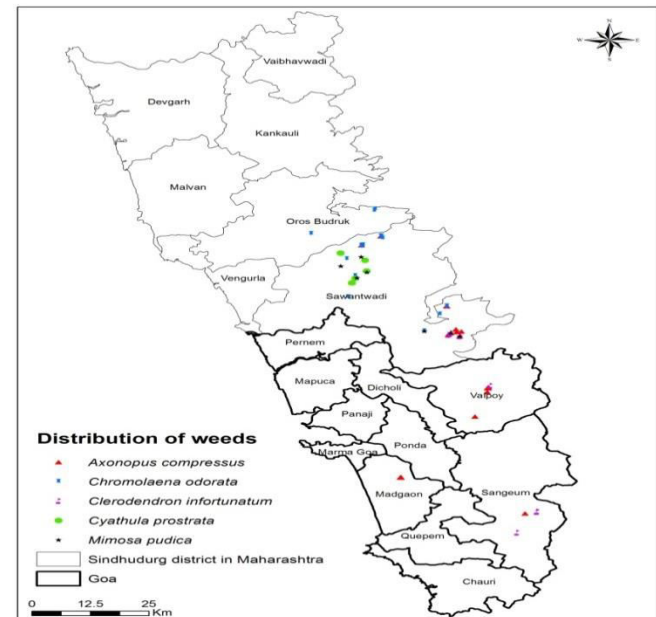 N
W E
S
Vaibhavwadi
Devgarh
Kankauli
Malvan
Oros Budruk
Vengurla
Sawantwadi
Pernem
Mapuca
Dicholi
Valpoy
Panaji
Ponda
Marma Goa
Madgaon
Sangeum
Quepem
Chauri
Distribution of weeds
Axonopus compressus
Chromolaena odorata
Clerodendron infortunatum
Cyathula prostrata
Mimosa pudica
Sindhudurg district in Maharashtra
Goa
0 12.5 25
Km